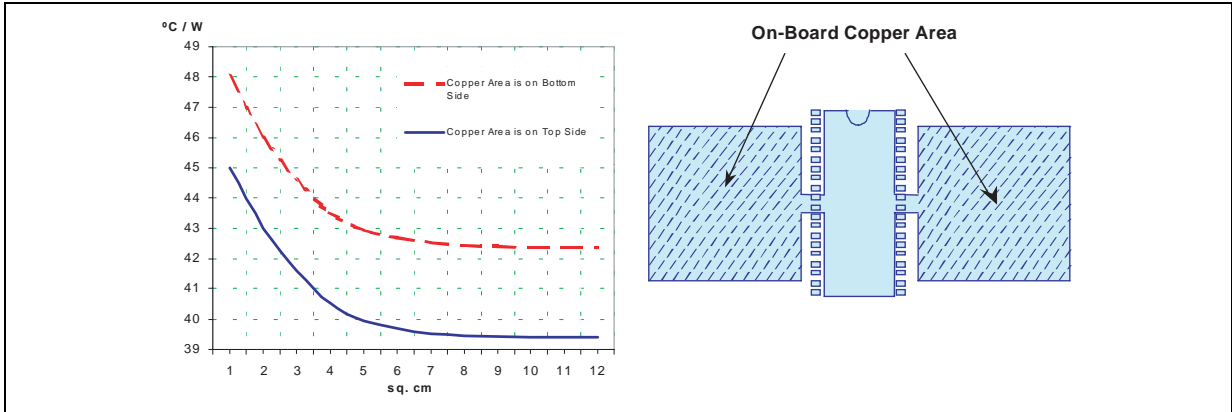 ºC / W
49
48
47
46
45
44
43
42
41
40
39
Copper Area is on Bottom
Side
Copper Area is on Top Side
1 2 3 4 5 6 7 8 9 10 11 12
sq. cm
On-Board Copper Area